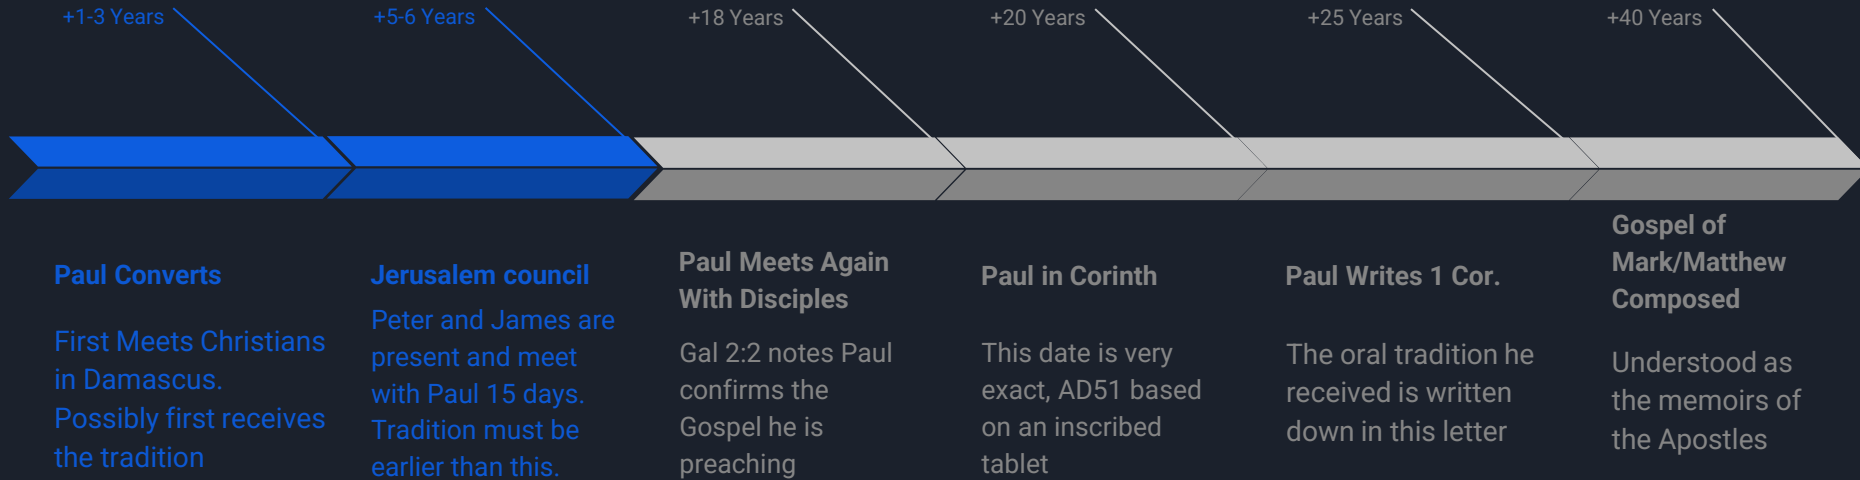 +1-3 Years
+5-6 Years
+18 Years
+20 Years
+25 Years
+40 Years
Paul Converts
First Meets Christians
in Damascus.
Possibly first receives
the tradition
Jerusalem council
Peter and James are
present and meet
with Paul 15 days.
Tradition must be
earlier than this.
Paul Meets Again
With Disciples
Gal 2:2 notes Paul
confirms the
Gospel he is
preaching
Paul in Corinth
This date is very
exact, AD51 based
on an inscribed
tablet
Paul Writes 1 Cor.
The oral tradition he
received is written
down in this letter
Gospel of
Mark/Matthew
Composed
Understood as
the memoirs of
the Apostles